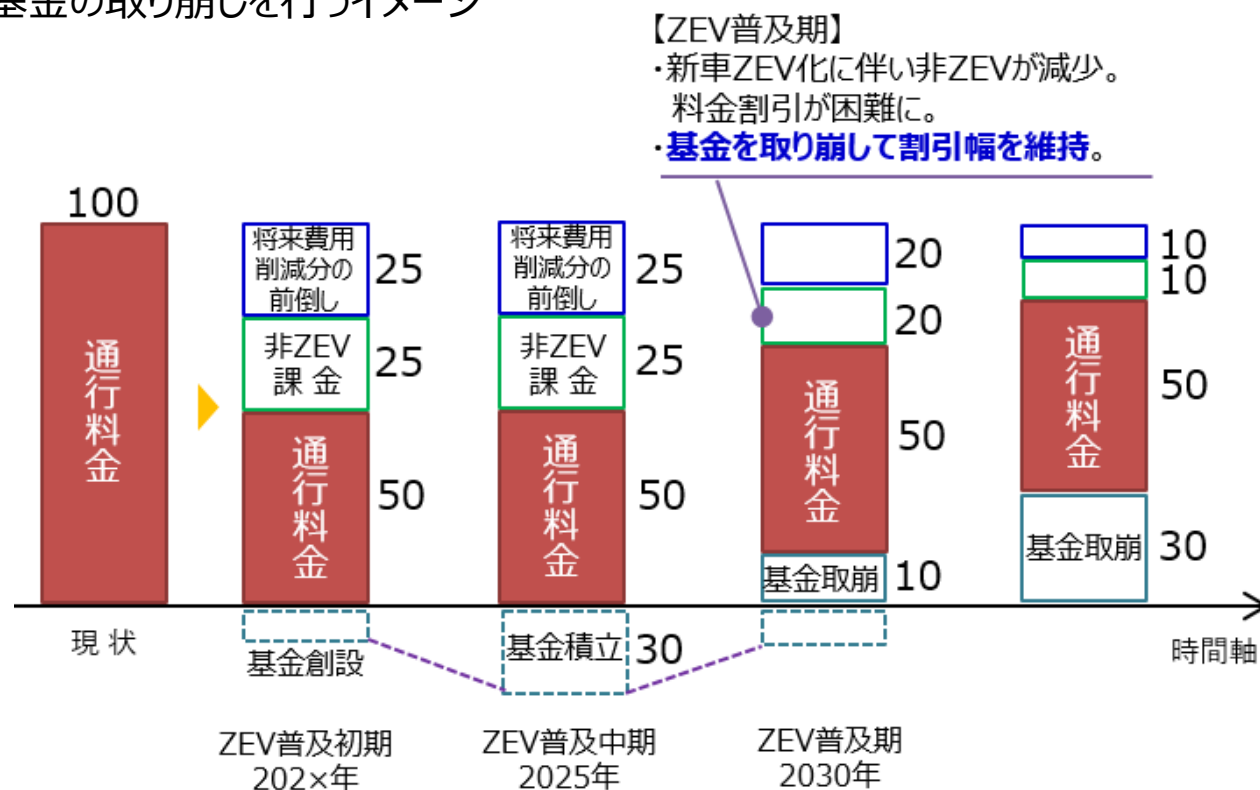 基金の取り崩しを行うイメージ
【ZEV普及期】
・新車ZEV化に伴い非ZEVが減少。
料金割引が困難に。
・基金を取り崩して割引幅を維持。
100
通行料金
現状
将来費用
削減分の
前倒し
25
非ZEV
課金
25
通行料金
50
基金創設
ZEV普及初期
202×年
将来費用
削減分の
前倒し
25
非ZEV
課金
25
通行料金
50
基金積立
30
ZEV普及中期
2025年
20
20
通行料金
50
基金取崩
10
ZEV普及期
2030年
10
10
通行料金
50
基金取崩
30
時間軸